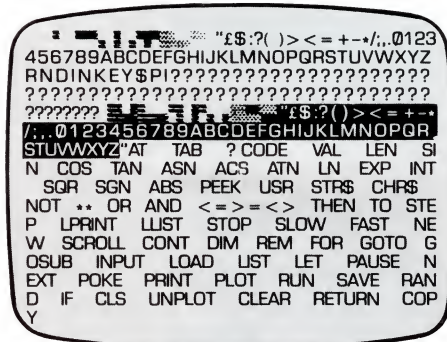 "£$:?( )><=+-*/;,.0123
456789ABCDEFGHIJKLMNOPQRSTUVWXYZ
RNDINKEY$PI?????????????????????
????????????????????????????????
???????? "£$:?()><=+-*
/;,.0123456789ABCDEFGHIJKLMNOPQR
STUVWXYZ"AT TAB ? CODE VAL LEN SI
N COS TAN ASN ACS ATN LN EXP INT
SQR SGN ABS PEEK USR STR$ CHR$
NOT ** OR AND <=>=<> THEN TO STE
P LPRINT LLIST STOP SLOW FAST NE
W SCROLL CONT DIM REM FOR GOTO G
OSUB INPUT LOAD LIST LET PAUSE N
EXT POKE PRINT PLOT RUN SAVE RAN
D IF CLS UNPLOT CLEAR RETURN COP
Y